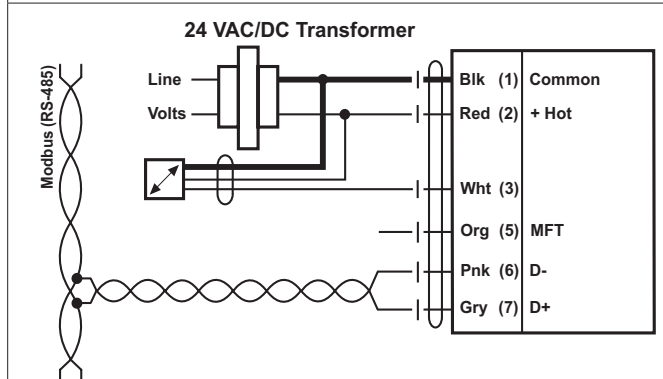 24 VAC/DC Transformer
Line
Volts
Modbus (RS-485)
Blk (1) Common
Red (2) + Hot
Wht (3)
Org (5) MFT
Pnk (6) D-
Gry (7) D+